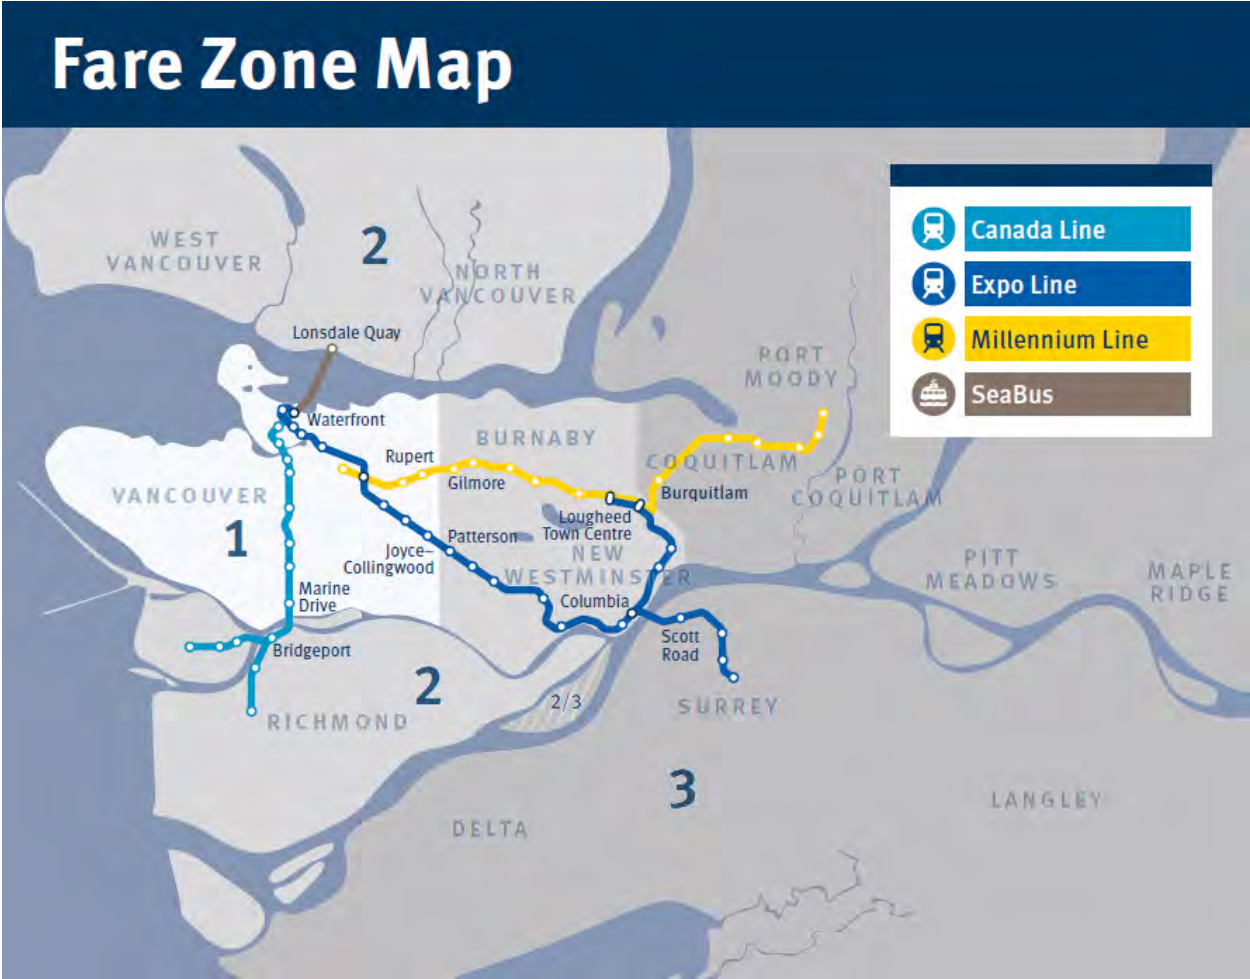 Fare Zone Map
Canada Line
Expo Line
Millennium Line
SeaBus
WEST
VANCOUVER
2
NORTH
VANCOUVER
Lonsdale Quay
PORT
MOODY
Waterfront
BURNABY
Rupert
Gilmore
COQUITLAM
Burquitlam
PORT
COQUITLAM
VANCOUVER
1
Lougheed
Town Centre
Patterson
Joyce–
Collingwood
NEW
WESTMINSTER
PITT
MEADOWS
MAPLE
RIDGE
Marine
Drive
Columbia
Bridgeport
Scott
Road
2
2/3
RICHMOND
SURREY
3
LANGLEY
DELTA